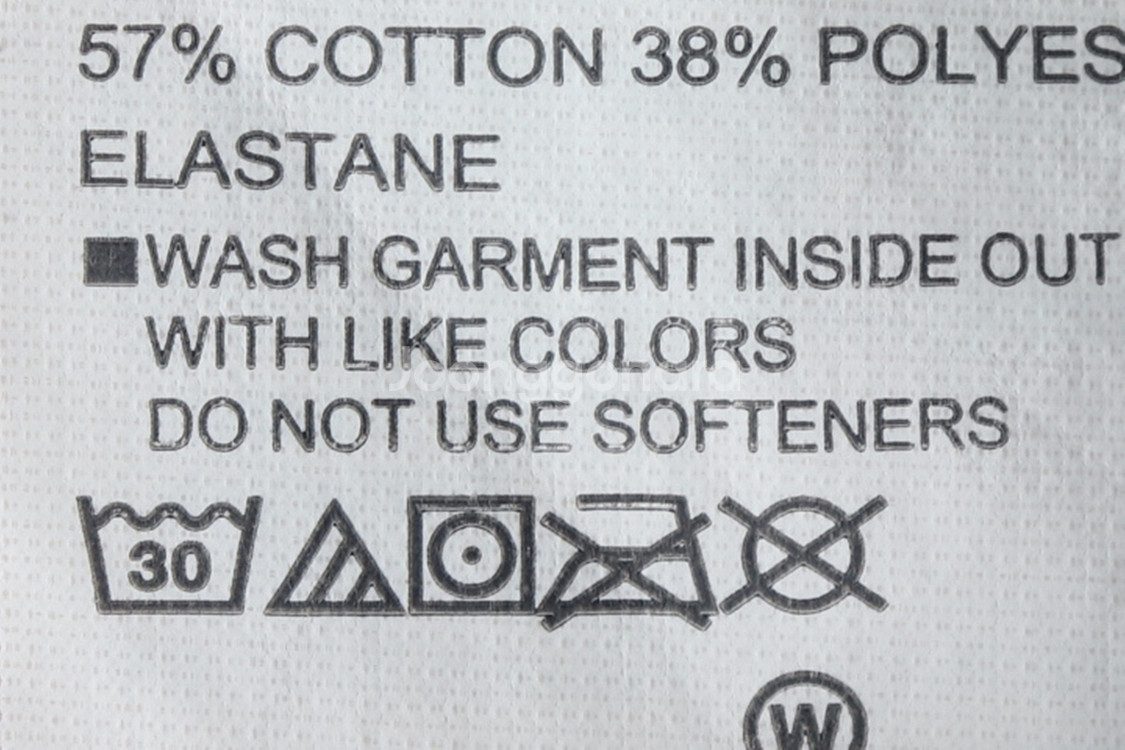 57% COTTON 38% POLYES
ELASTANE
■WASH GARMENT INSIDE OUT
WITH LIKE COLORS
DO NOT USE SOFTENERS
30
W